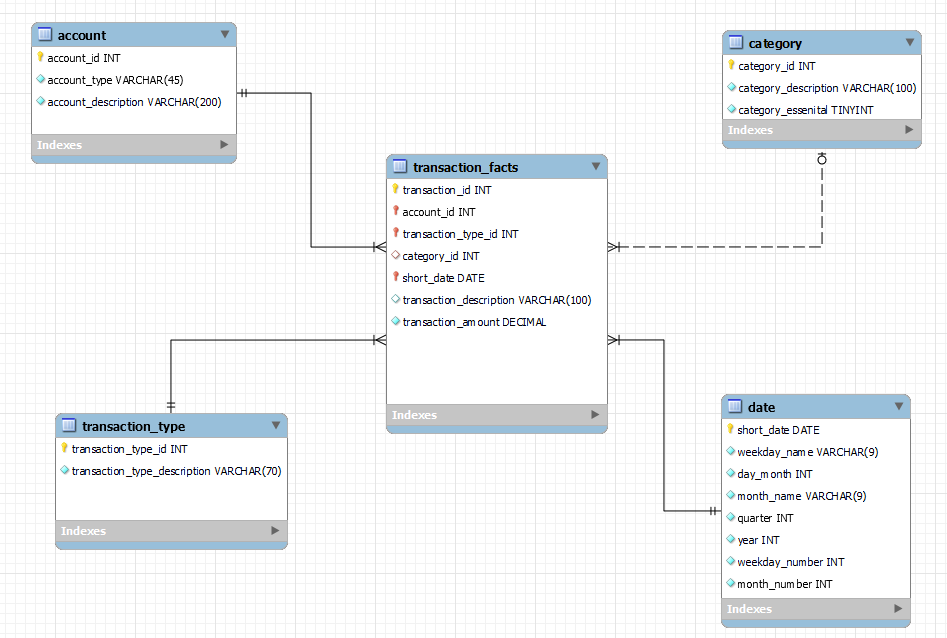 account
account_id INT
account_type VARCHAR(45)
account_description VARCHAR(200)
Indexes
category
category_id INT
category_description VARCHAR(100)
category_essenital TINYINT
Indexes
transaction_facts
transaction_id INT
account_id INT
transaction_type_id INT
category_id INT
short_date DATE
transaction_description VARCHAR(100)
transaction_amount DECIMAL
Indexes
transaction_type
transaction_type_id INT
transaction_type_description VARCHAR(70)
Indexes
date
short_date DATE
weekday_name VARCHAR(9)
day_month INT
month_name VARCHAR(9)
quarter INT
year INT
weekday_number INT
month_number INT
Indexes